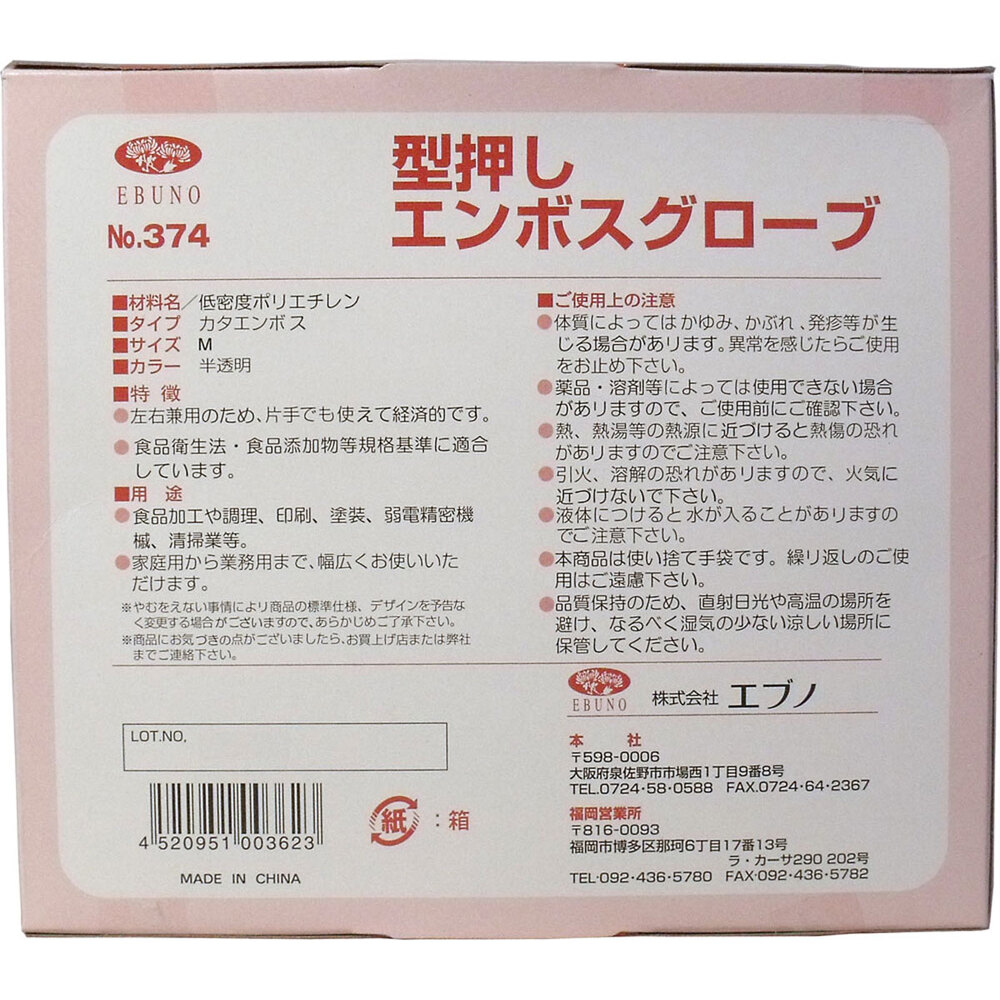 EBUNO
No.374
型押し
エンボスグローブ
■材料名／低密度ポリエチレン
■タイプ カタエンボス
■サイズ M
■カラー 半透明
■特 徴
●左右兼用のため、片手でも使えて経済的です。
●食品衛生法・食品添加物等規格基準に適合
しています。
■用 途
●食品加工や調理、印刷、塗装、弱電精密機
械、清掃業等。
●家庭用から業務用まで、幅広くお使いいた
だけます。
※やむをえない事情により商品の標準仕様、デザインを予告な
く変更する場合がございますので、あらかじめご了承下さい。
※商品にお気づきの点がございましたら、お買上げ店または弊社
までご連絡下さい。
■ご使用上の注意
●体質によってはかゆみ、かぶれ、発疹等が生
じる場合があります。異常を感じたらご使用
をお止め下さい。
●薬品・溶剤等によっては使用できない場合
がありますので、ご使用前にご確認下さい。
●熱、熱湯等の熱源に近づけると熱傷の恐れ
がありますのでご注意下さい。
●引火、溶解の恐れがありますので、火気に
近づけないで下さい。
●液体につけると水が入ることがありますの
でご注意下さい。
●本商品は使い捨て手袋です。繰り返しのご使
用はご遠慮下さい。
●品質保持のため、直射日光や高温の場所を
避け、なるべく湿気の少ない涼しい場所に
保管してください。
EBUNO 株式会社 エブノ
本 社
〒598-0006
大阪府泉佐野市市場西1丁目9番8号
TEL.0724-58-0588 FAX.0724-64-2367
福岡営業所
〒816-0093
福岡市博多区那珂6丁目17番13号
ラ・カーサ290 202号
TEL・092-436-5780 FAX・092-436-5782
LOT.NO,
4 520951 003623
紙 : 箱
MADE IN CHINA